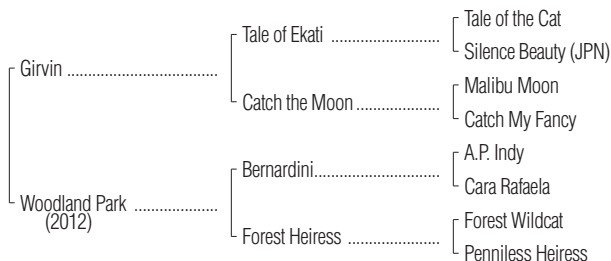 Tale of the Cat
Tale of Ekati ..........................
Silence Beauty (JPN)
Girvin .....................................
Malibu Moon
Catch the Moon ....................
Catch My Fancy
A.P. Indy
Bernardini...............................
Cara Rafaela
Woodland Park ....................
(2012)
Forest Wildcat
Forest Heiress ......................
Penniless Heiress